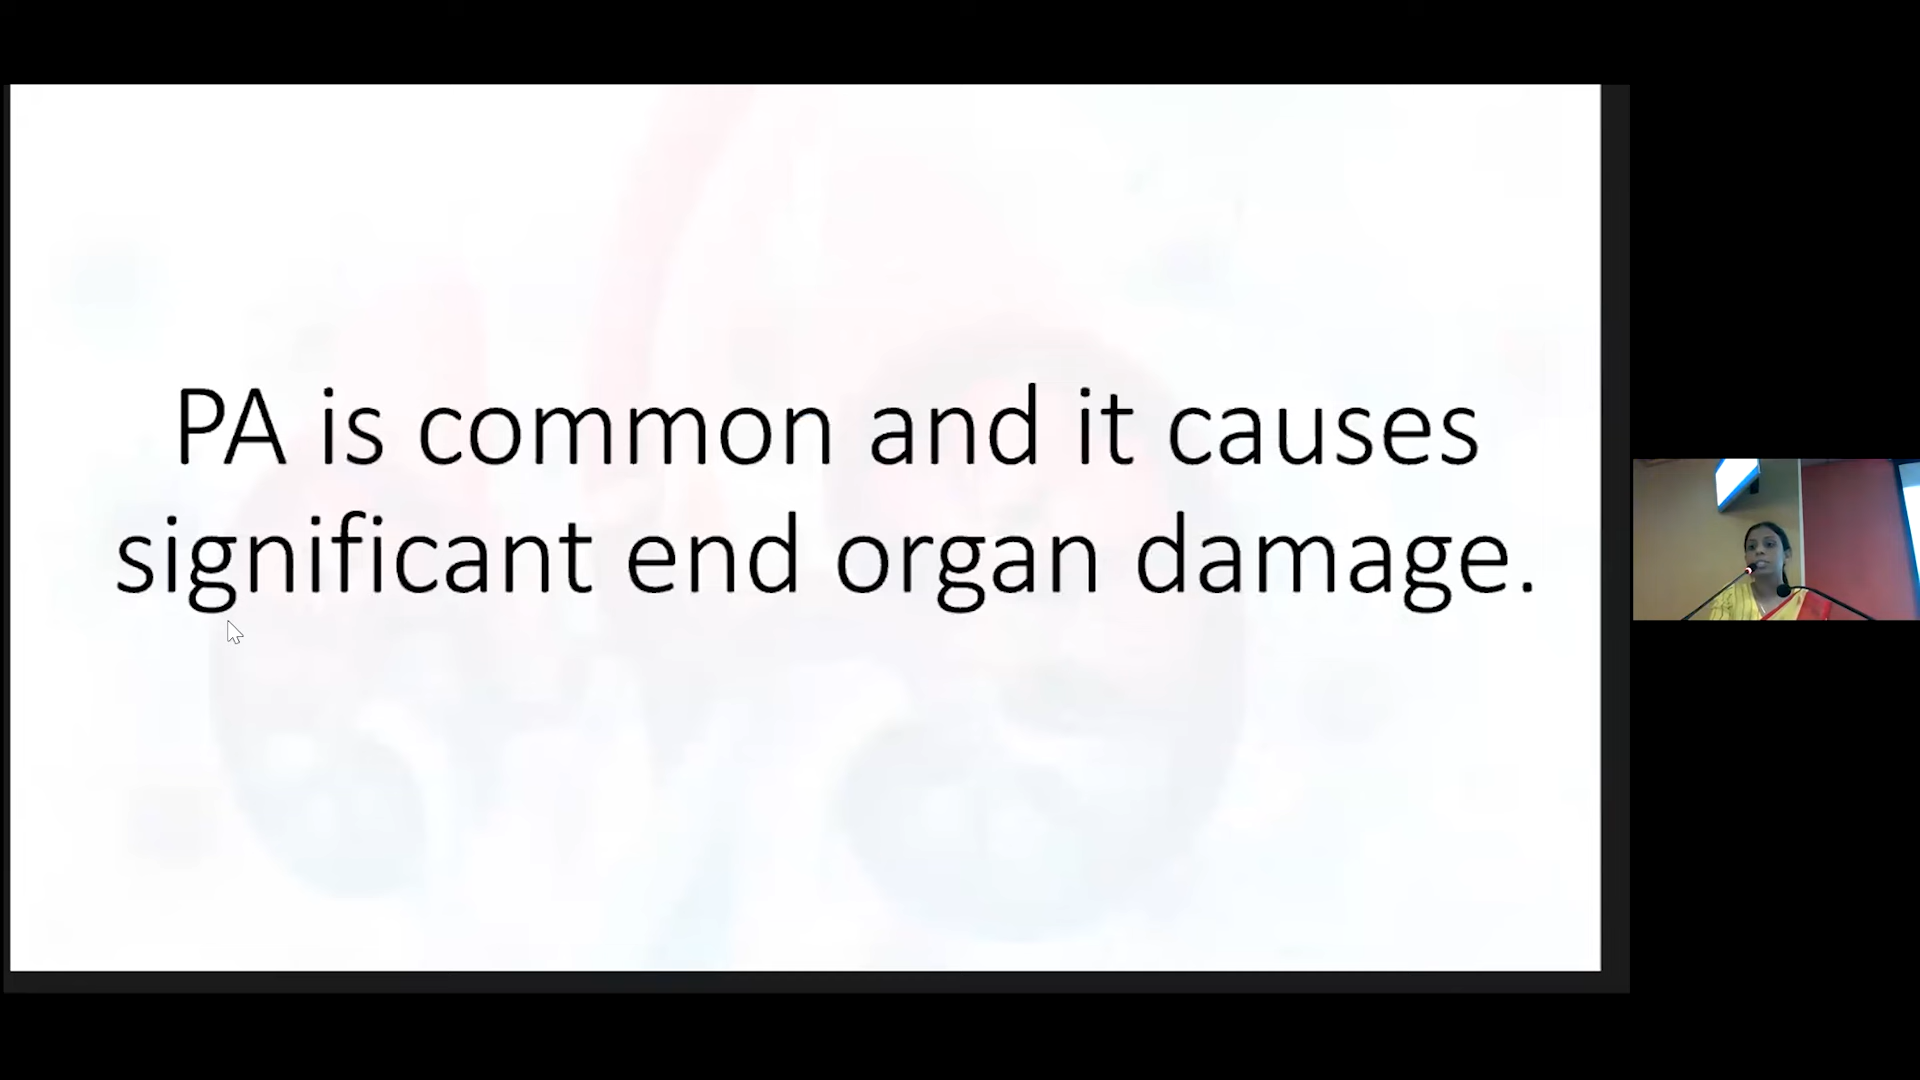 PA is common and it causes
significant end organ damage.